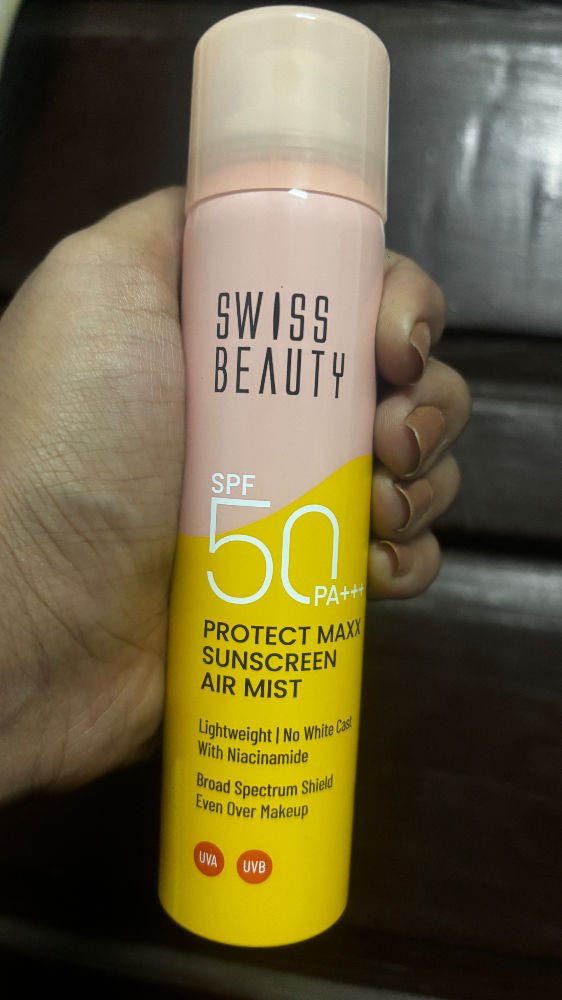 SWISS
BEAUTY
SPF
50
PA+++
PROTECT MAXX
SUNSCREEN
AIR MIST
Lightweight | No White Cast
With Niacinamide
Broad Spectrum Shield
Even Over Makeup
UVA UVB